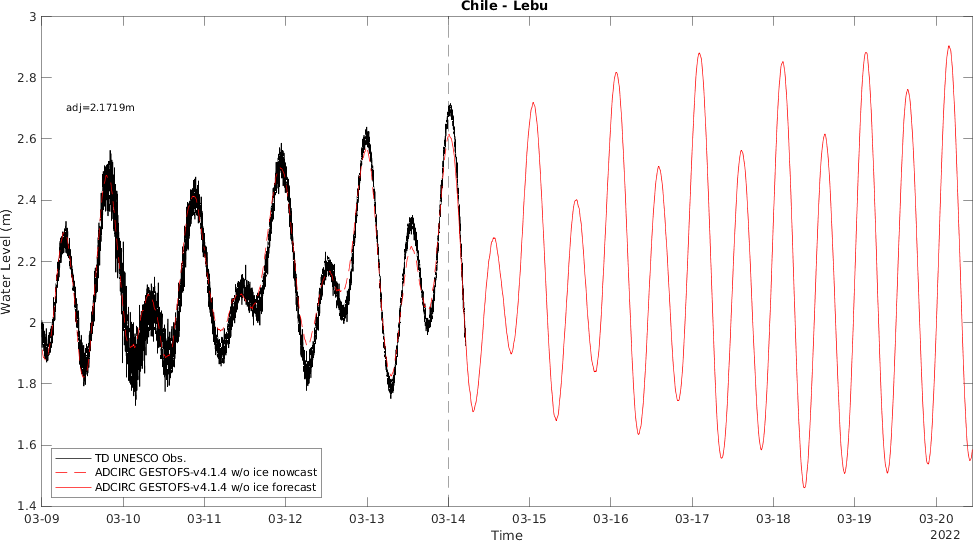 Chile - Lebu
3
2.8
adj=2.1719m
2.6
2.4
2.2
2
1.8
1.6
1.4
Water Level (m)
TD UNESCO Obs.
ADCIRC GESTOFS-v4.1.4 w/o ice nowcast
ADCIRC GESTOFS-v4.1.4 w/o ice forecast
03-09 03-10 03-11 03-12 03-13 03-14 03-15 03-16 03-17 03-18 03-19 03-20
2022
Time